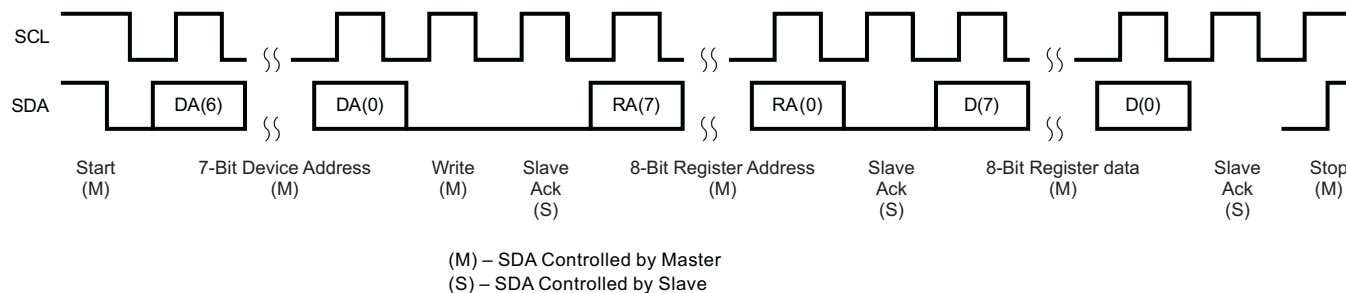 SCL
SDA
DA(6)
DA(0)
RA(7)
RA(0)
D(7)
D(0)
Start
(M)
7-Bit Device Address
(M)
Write
(M)
Slave
Ack
(S)
8-Bit Register Address
(M)
Slave
Ack
(S)
8-Bit Register data
(M)
Slave
Ack
(S)
Stop
(M)
(M) – SDA Controlled by Master
(S) – SDA Controlled by Slave